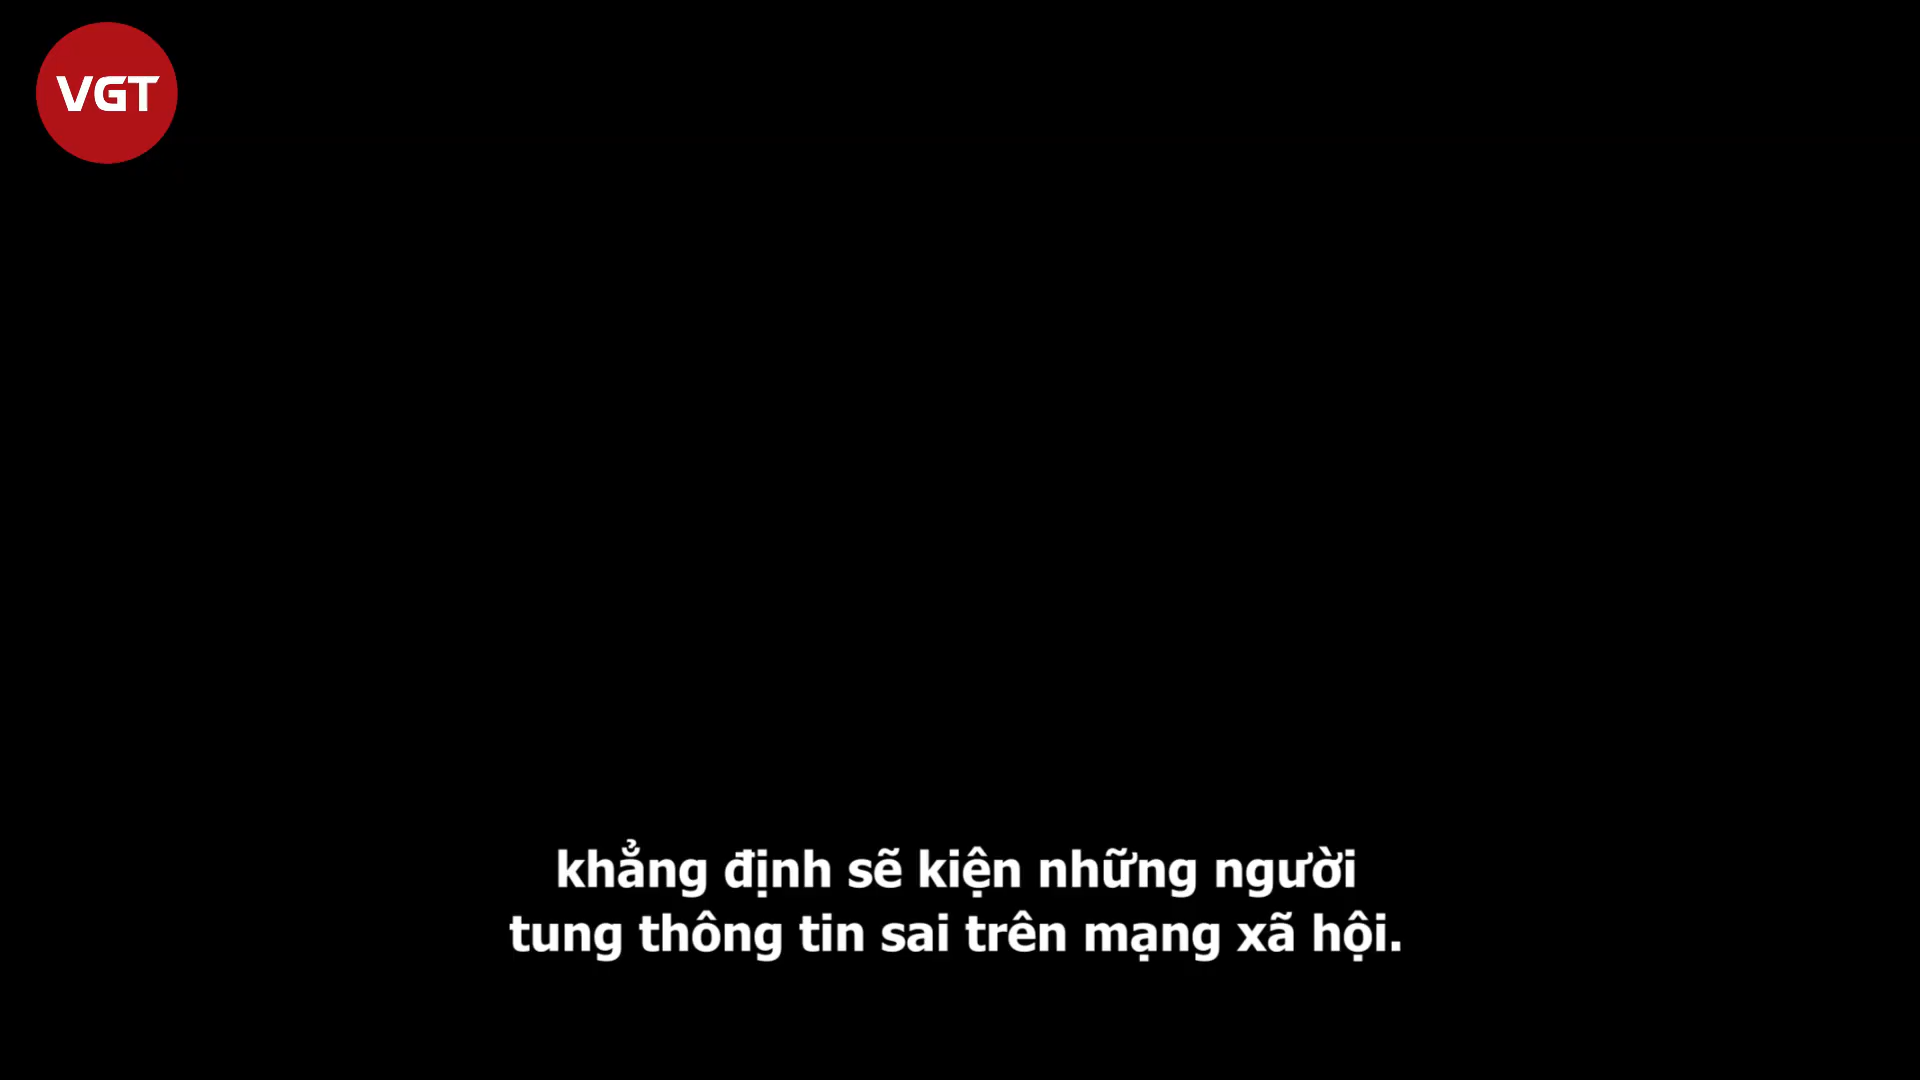 VGT
khẳng định sẽ kiện những người
tung thông tin sai trên mạng xã hội.